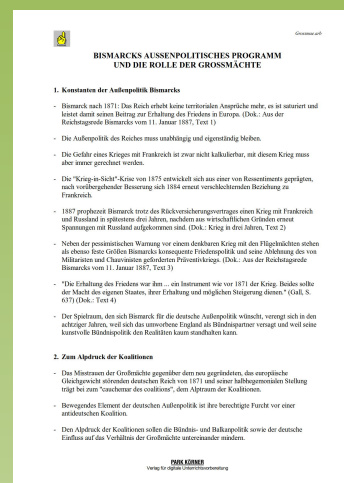 Grossmae.arb
BISMARCKS AUSSENPOLITISCHES PROGRAMM
UND DIE ROLLE DER GROSSMÄCHTE
1. Konstanten der Außenpolitik Bismarcks
- Bismarck nach 1871: Das Reich erhebt keine territorialen Ansprüche mehr, es ist saturiert und
leistet damit seinen Beitrag zur Erhaltung des Friedens in Europa. (Dok.: Aus der
Reichstagsrede Bismarcks vom 11. Januar 1887, Text 1)
- Die Außenpolitik des Reiches muss unabhängig und eigenständig bleiben.
- Die Gefahr eines Krieges mit Frankreich ist zwar nicht kalkulierbar, mit diesem Krieg muss
aber immer gerechnet werden.
- Die "Krieg-in-Sicht"-Krise von 1875 entwickelt sich aus einer von Ressentiments geprägten,
nach vorübergehender Besserung sich 1884 erneut verschlechternden Beziehung zu
Frankreich.
- 1887 prophezeit Bismarck trotz des Rückversicherungsvertrages einen Krieg mit Frankreich
und Russland in spätestens drei Jahren, nachdem aus wirtschaftlichen Gründen erneut
Spannungen mit Russland aufgekommen sind. (Dok.: Krieg in drei Jahren, Text 2)
- Neben der pessimistischen Warnung vor einem denkbaren Krieg mit den Flügelmächten stehen
als ebenso feste Größen Bismarcks konsequente Friedenspolitik und seine Ablehnung des von
Militaristen und Chauvinisten geforderten Präventivkriegs. (Dok.: Aus der Reichstagsrede
Bismarcks vom 11. Januar 1887, Text 3)
- "Die Erhaltung des Friedens war ihm ... ein Instrument wie vor 1871 der Krieg. Beides sollte
der Macht des eigenen Staates, ihrer Erhaltung und möglichen Steigerung dienen." (Gall, S.
637) (Dok.: Text 4)
- Der Spielraum, den sich Bismarck für die deutsche Außenpolitik wünscht, verengt sich in den
achtziger Jahren, weil sich das umworbene England als Bündnispartner versagt und weil seine
kunstvolle Bündnispolitik den Realitäten kaum standhalten kann.
2. Zum Alpdruck der Koalitionen
- Das Misstrauen der Großmächte gegenüber dem neu gegründeten, das europäische
Gleichgewicht störenden deutschen Reich von 1871 und seiner halbhegemonialen Stellung
trägt bei zum "cauchemar des coalitions", dem Alptraum der Koalitionen.
- Bewegendes Element der deutschen Außenpolitik ist ihre berechtigte Furcht vor einer
antideutschen Koalition.
- Den Alpdruck der Koalitionen sollen die Bündnis- und Balkanpolitik sowie der deutsche
Einfluss auf das Verhältnis der Großmächte untereinander mindern.
PARK KÖRNER
Verlag für digitale Unterrichtsvorbereitung